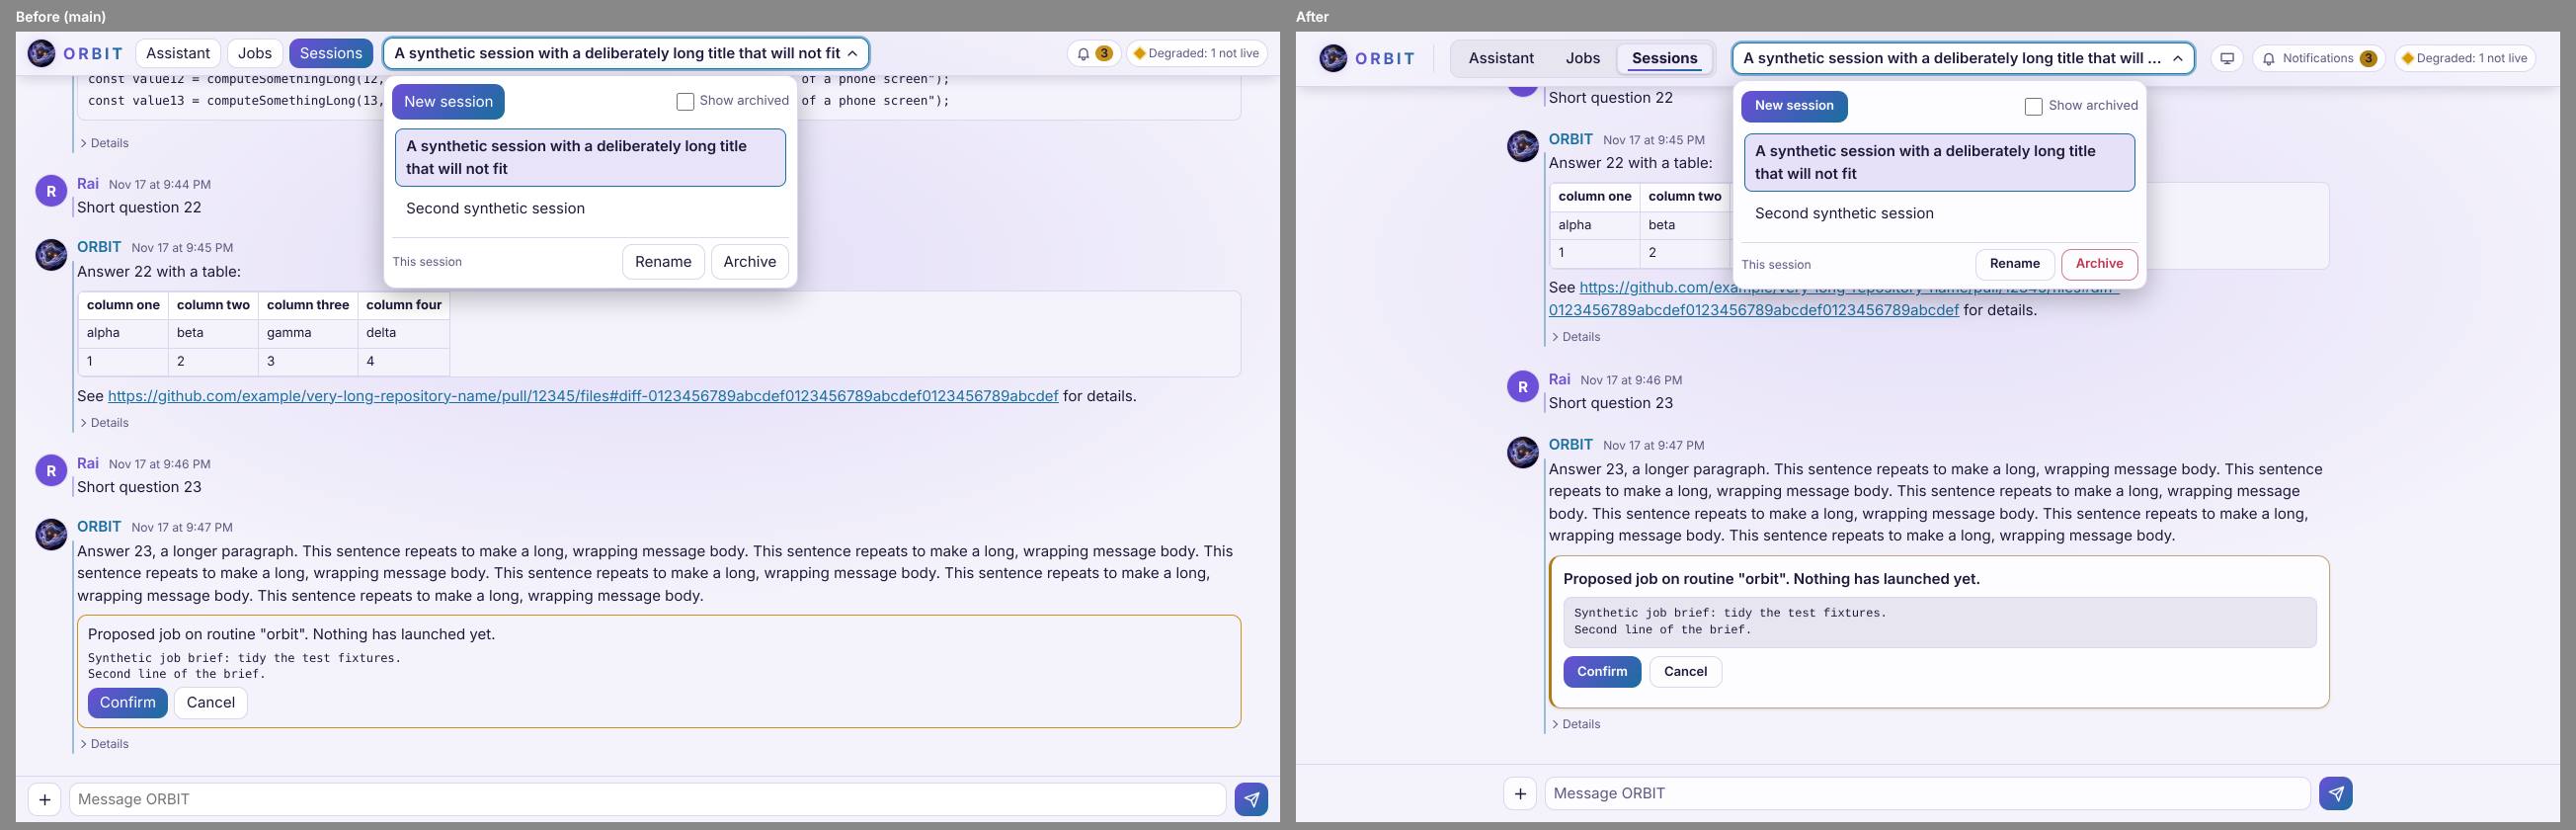 Before (main)
ORBIT Assistant Jobs Sessions A synthetic session with a deliberately long title that will not fit 3 Degraded: 1 not live
const value12 = computeSomethingLong(12, of a phone screen");
const value13 = computeSomethingLong(13, of a phone screen");
New session Show archived
A synthetic session with a deliberately long title
that will not fit
Second synthetic session
This session Rename Archive
Details
R Rai Nov 17 at 9:44 PM
Short question 22
ORBIT Nov 17 at 9:45 PM
Answer 22 with a table:
column one column two column three column four
alpha beta gamma delta
1 2 3 4
See https://github.com/example/very-long-repository-name/pull/12345/files#diff-0123456789abcdef0123456789abcdef0123456789abcdef for details.
Details
R Rai Nov 17 at 9:46 PM
Short question 23
ORBIT Nov 17 at 9:47 PM
Answer 23, a longer paragraph. This sentence repeats to make a long, wrapping message body. This sentence repeats to make a long, wrapping message body. This
sentence repeats to make a long, wrapping message body. This sentence repeats to make a long, wrapping message body. This sentence repeats to make a long,
wrapping message body. This sentence repeats to make a long, wrapping message body.
Proposed job on routine "orbit". Nothing has launched yet.
Synthetic job brief: tidy the test fixtures.
Second line of the brief.
Confirm Cancel
Details
+ Message ORBIT
After
ORBIT Assistant Jobs Sessions A synthetic session with a deliberately long title that will ... Notifications 3 Degraded: 1 not live
New session Show archived
A synthetic session with a deliberately long title
that will not fit
Second synthetic session
This session Rename Archive
Short question 22
ORBIT Nov 17 at 9:45 PM
Answer 22 with a table:
column one column two
alpha beta
1 2
See https://github.com/example/very-long-repository-name/pull/12345/files#diff-
0123456789abcdef0123456789abcdef0123456789abcdef for details.
Details
R Rai Nov 17 at 9:46 PM
Short question 23
ORBIT Nov 17 at 9:47 PM
Answer 23, a longer paragraph. This sentence repeats to make a long, wrapping message body. This sentence
repeats to make a long, wrapping message body. This sentence repeats to make a long, wrapping message
body. This sentence repeats to make a long, wrapping message body. This sentence repeats to make a long,
wrapping message body. This sentence repeats to make a long, wrapping message body.
Proposed job on routine "orbit". Nothing has launched yet.
Synthetic job brief: tidy the test fixtures.
Second line of the brief.
Confirm Cancel
Details
+ Message ORBIT